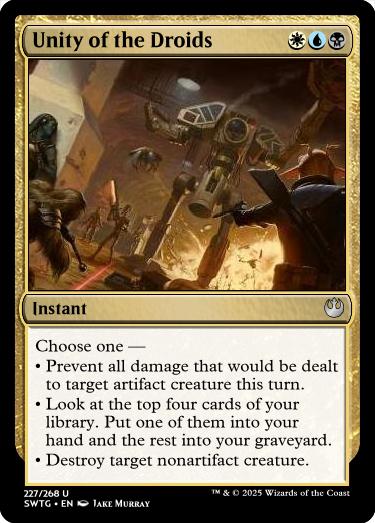 Unity of the Droids
Instant
Choose one —
• Prevent all damage that would be dealt
to target artifact creature this turn.
• Look at the top four cards of your
library. Put one of them into your
hand and the rest into your graveyard.
• Destroy target nonartifact creature.
227/268 U
SWTG • EN Jake Murray
™ & © 2025 Wizards of the Coast